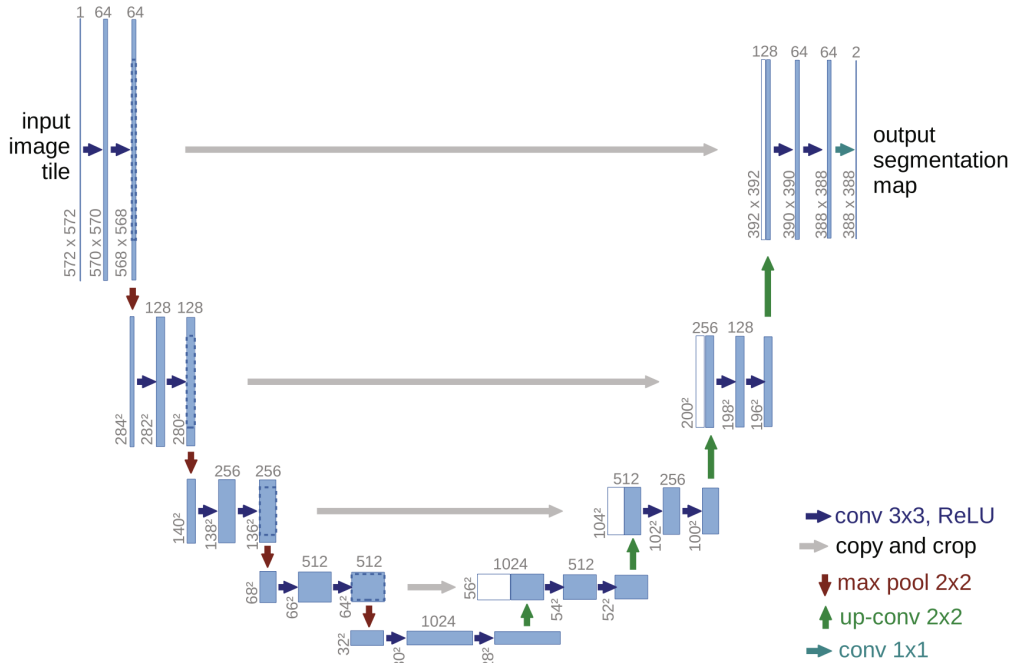 1 64 64
128 64 64 2
input
image
tile
output
segmentation
map
572 x 572
570 x 570
568 x 568
392 x 392
390 x 390
388 x 388
388 x 388
128 128
256 128
284²
282²
280²
200²
198²
196²
256 256
512 256
140²
138²
136²
104²
102²
100²
512 512
1024 512
68²
66²
64²
56²
54²
52²
1024
32²
conv 3x3, ReLU
copy and crop
max pool 2x2
up-conv 2x2
conv 1x1